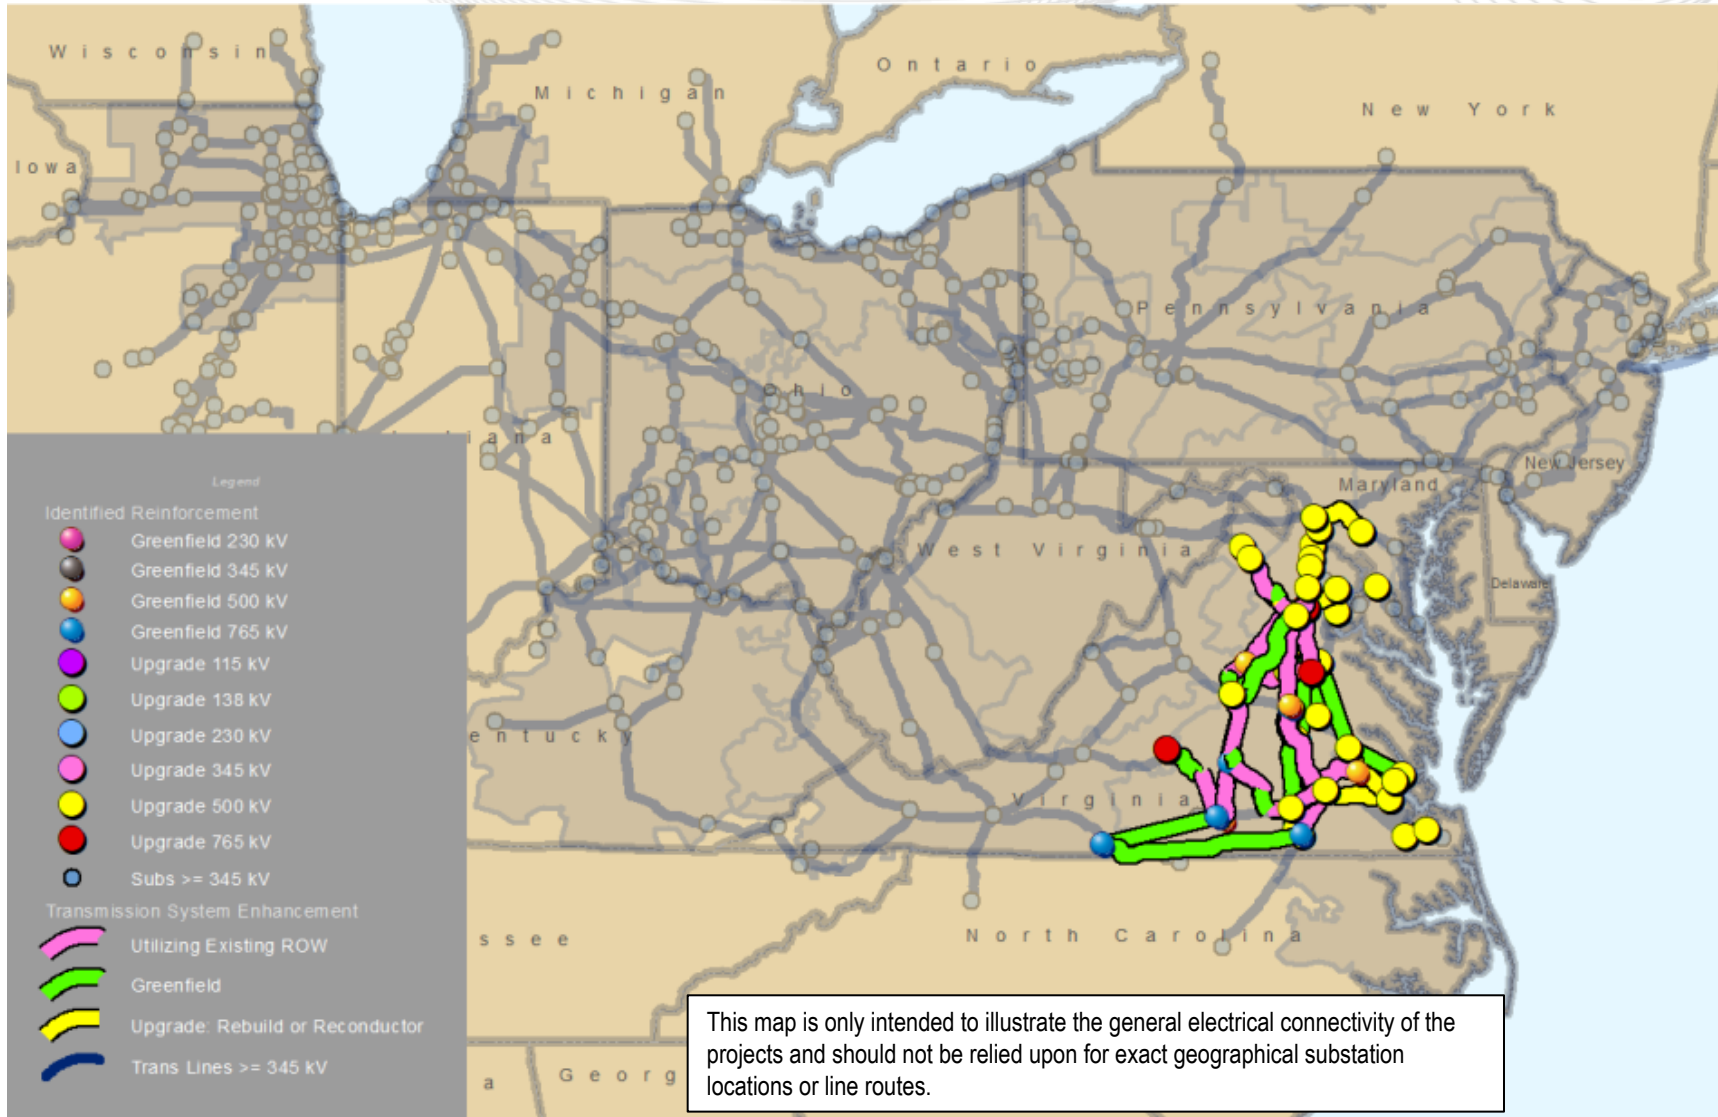 Wisconsin
Michigan
Ontario
New York
Iowa
Pennsylvania
Ohio
New Jersey
Maryland
West Virginia
Delaware
Virginia
North Carolina
Legend
Identified Reinforcement
Greenfield 230 kV
Greenfield 345 kV
Greenfield 500 kV
Greenfield 765 kV
Upgrade 115 kV
Upgrade 138 kV
Upgrade 230 kV
Upgrade 345 kV
Upgrade 500 kV
Upgrade 765 kV
Subs >= 345 kV
Transmission System Enhancement
Utilizing Existing ROW
Greenfield
Upgrade: Rebuild or Reconductor
Trans Lines >= 345 kV
iana
entucky
ssee
a
Georg
This map is only intended to illustrate the general electrical connectivity of the
projects and should not be relied upon for exact geographical substation
locations or line routes.